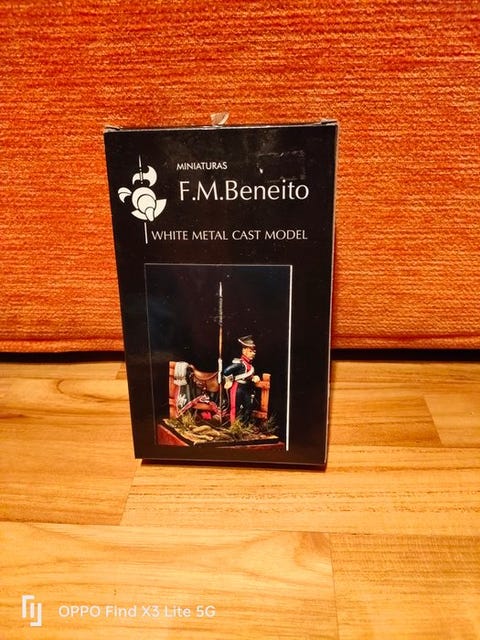 MINIATURAS
F.M.Beneito
WHITE METAL CAST MODEL
OPPO Find X3 Lite 5G